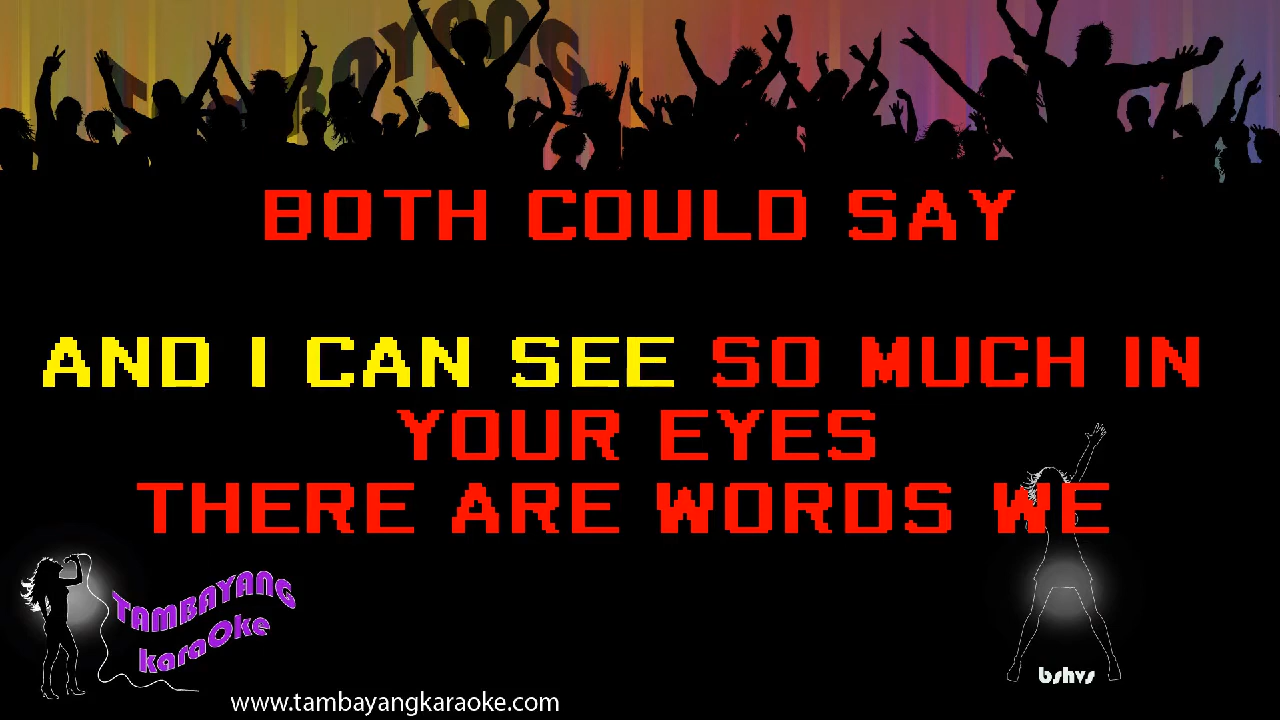 TAMBAYANG
BOTH COULD SAY
AND I CAN SEE SO MUCH IN
YOUR EYES
THERE ARE WORDS WE
TAMBAYANG
karaOke
bshvs
www.tambayangkaraoke.com